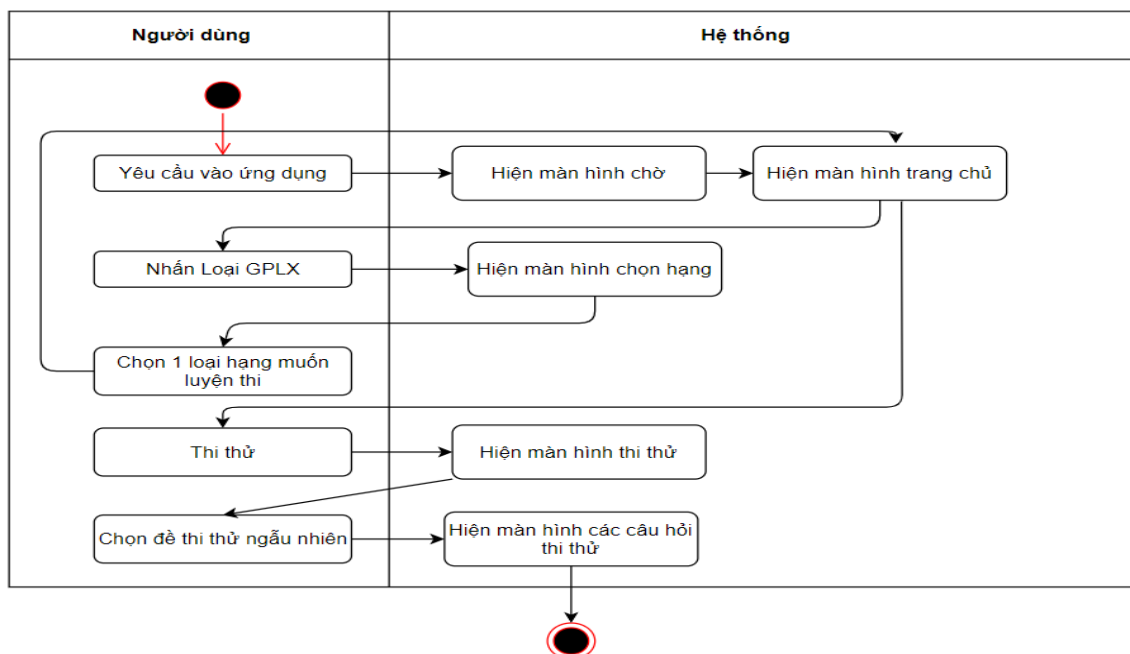 Người dùng
Hệ thống
Yêu cầu vào ứng dụng
Hiện màn hình chờ
Hiện màn hình trang chủ
Nhấn Loại GPLX
Hiện màn hình chọn hạng
Chọn 1 loại hạng muốn
luyện thi
Thi thử
Hiện màn hình thi thử
Chọn đề thi thử ngẫu nhiên
Hiện màn hình các câu hỏi
thi thử